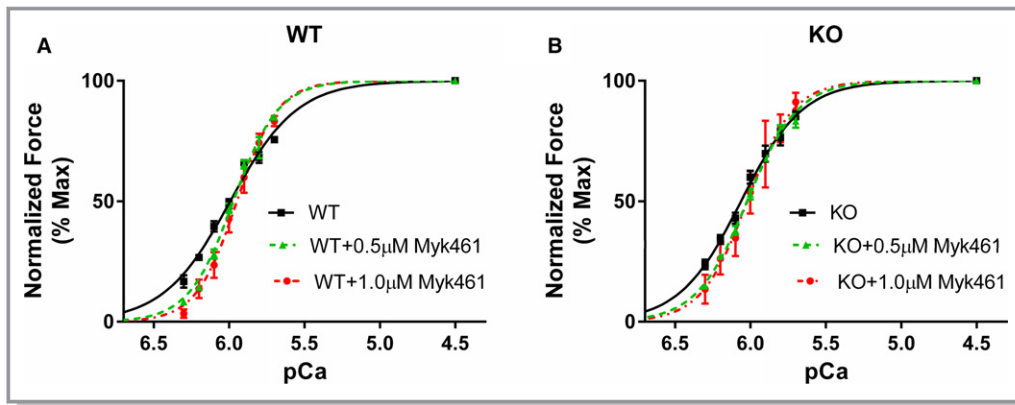 A
WT
Normalized Force
(% Max)
100
50
0
WT
WT+0.5µM Myk461
WT+1.0µM Myk461
6.5 6.0 5.5 5.0 4.5
pCa
B
KO
Normalized Force
(% Max)
100
50
0
KO
KO+0.5µM Myk461
KO+1.0µM Myk461
6.5 6.0 5.5 5.0 4.5
pCa